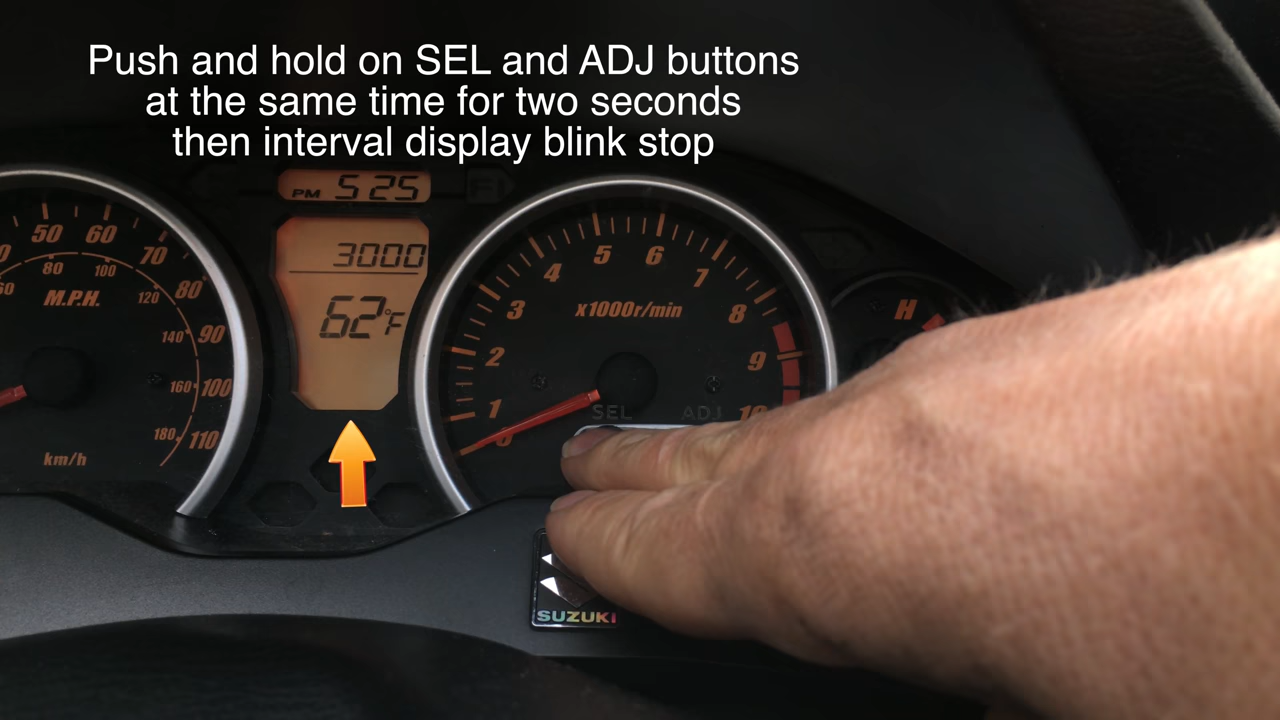 Push and hold on SEL and ADJ buttons
at the same time for two seconds
then interval display blink stop
PM 5 25
3000
62°F
50 60 70 80 90 100 110
80 100 120 140 160 180
M.P.H.
km/h
0 1 2 3 4 5 6 7 8 9 10
x1000r/min
H
SEL ADJ
SUZUKI